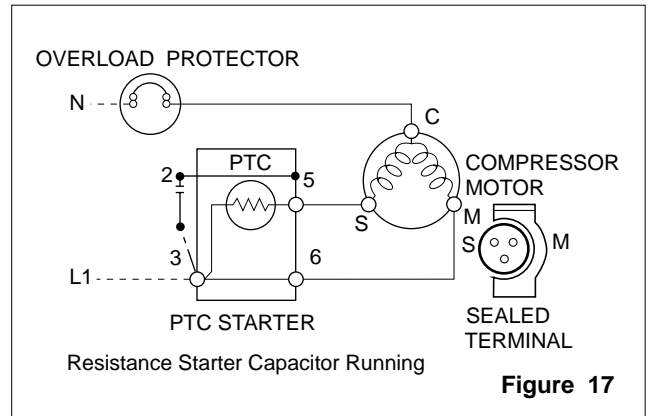 OVERLOAD PROTECTOR
N
C
PTC
2
5
COMPRESSOR
MOTOR
S
M
S
M
3
6
L1
PTC STARTER
SEALED
TERMINAL
Resistance Starter Capacitor Running
Figure 17